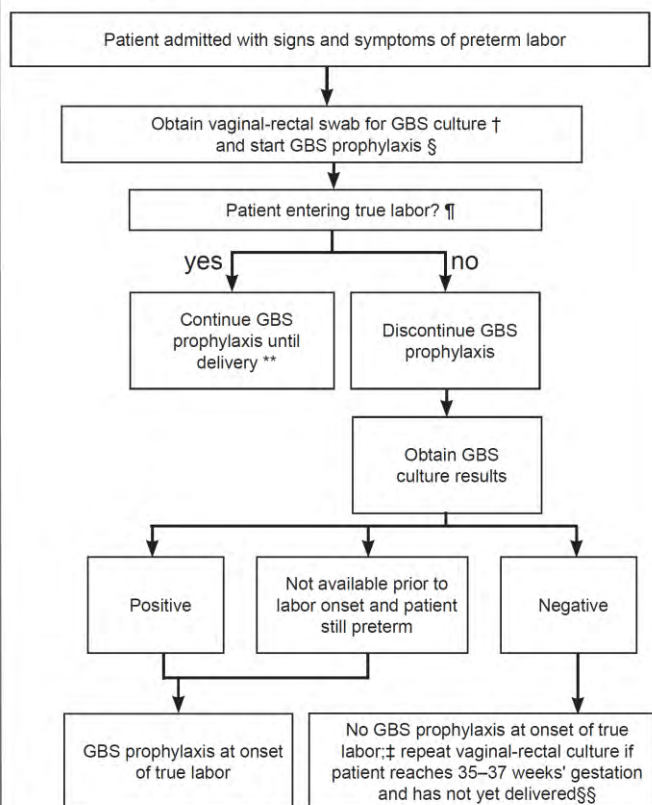 Patient admitted with signs and symptoms of preterm labor
Obtain vaginal-rectal swab for GBS culture †
and start GBS prophylaxis §
Patient entering true labor? ¶
yes
no
Continue GBS
prophylaxis until
delivery **
Discontinue GBS
prophylaxis
Obtain GBS
culture results
Positive
Not available prior to
labor onset and patient
still preterm
Negative
GBS prophylaxis at onset
of true labor
No GBS prophylaxis at onset of true
labor;‡ repeat vaginal-rectal culture if
patient reaches 35–37 weeks' gestation
and has not yet delivered§§